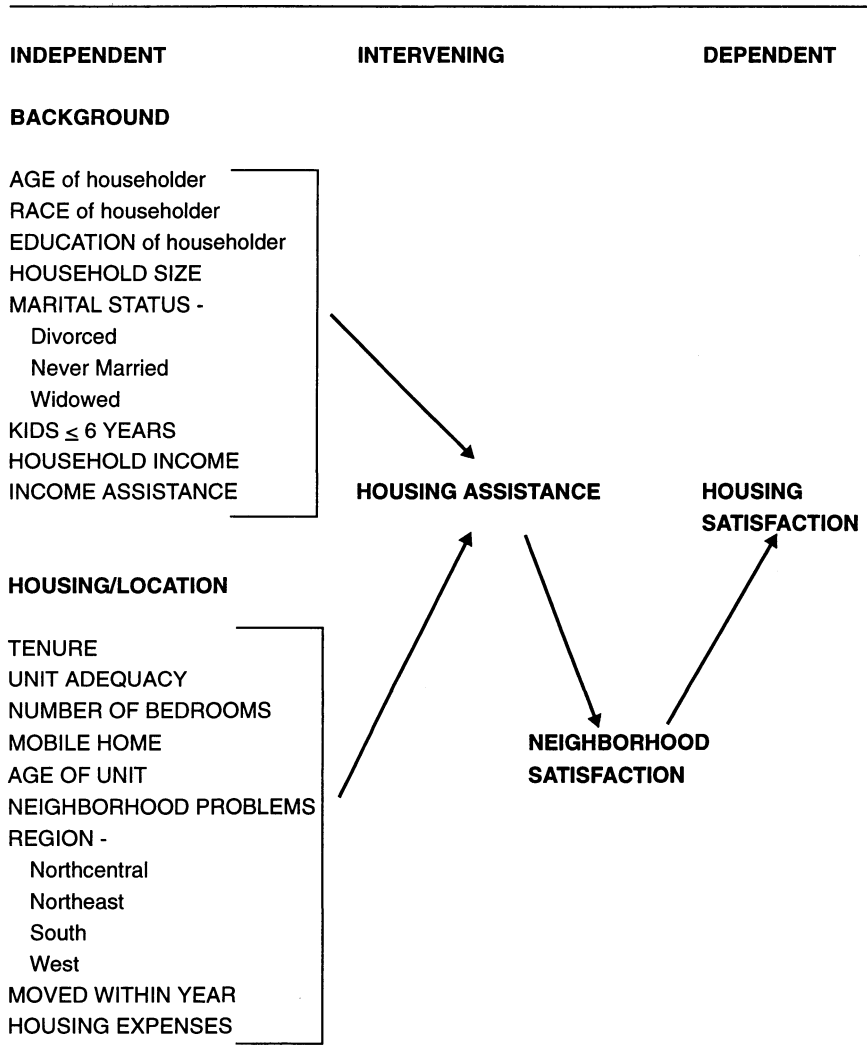 INDEPENDENT INTERVENING DEPENDENT
BACKGROUND
AGE of householder
RACE of householder
EDUCATION of householder
HOUSEHOLD SIZE
MARITAL STATUS -
Divorced
Never Married
Widowed
KIDS ≤ 6 YEARS
HOUSEHOLD INCOME
INCOME ASSISTANCE
HOUSING ASSISTANCE
HOUSING
SATISFACTION
HOUSING/LOCATION
TENURE
UNIT ADEQUACY
NUMBER OF BEDROOMS
MOBILE HOME
AGE OF UNIT
NEIGHBORHOOD PROBLEMS
REGION -
Northcentral
Northeast
South
West
MOVED WITHIN YEAR
HOUSING EXPENSES
NEIGHBORHOOD
SATISFACTION